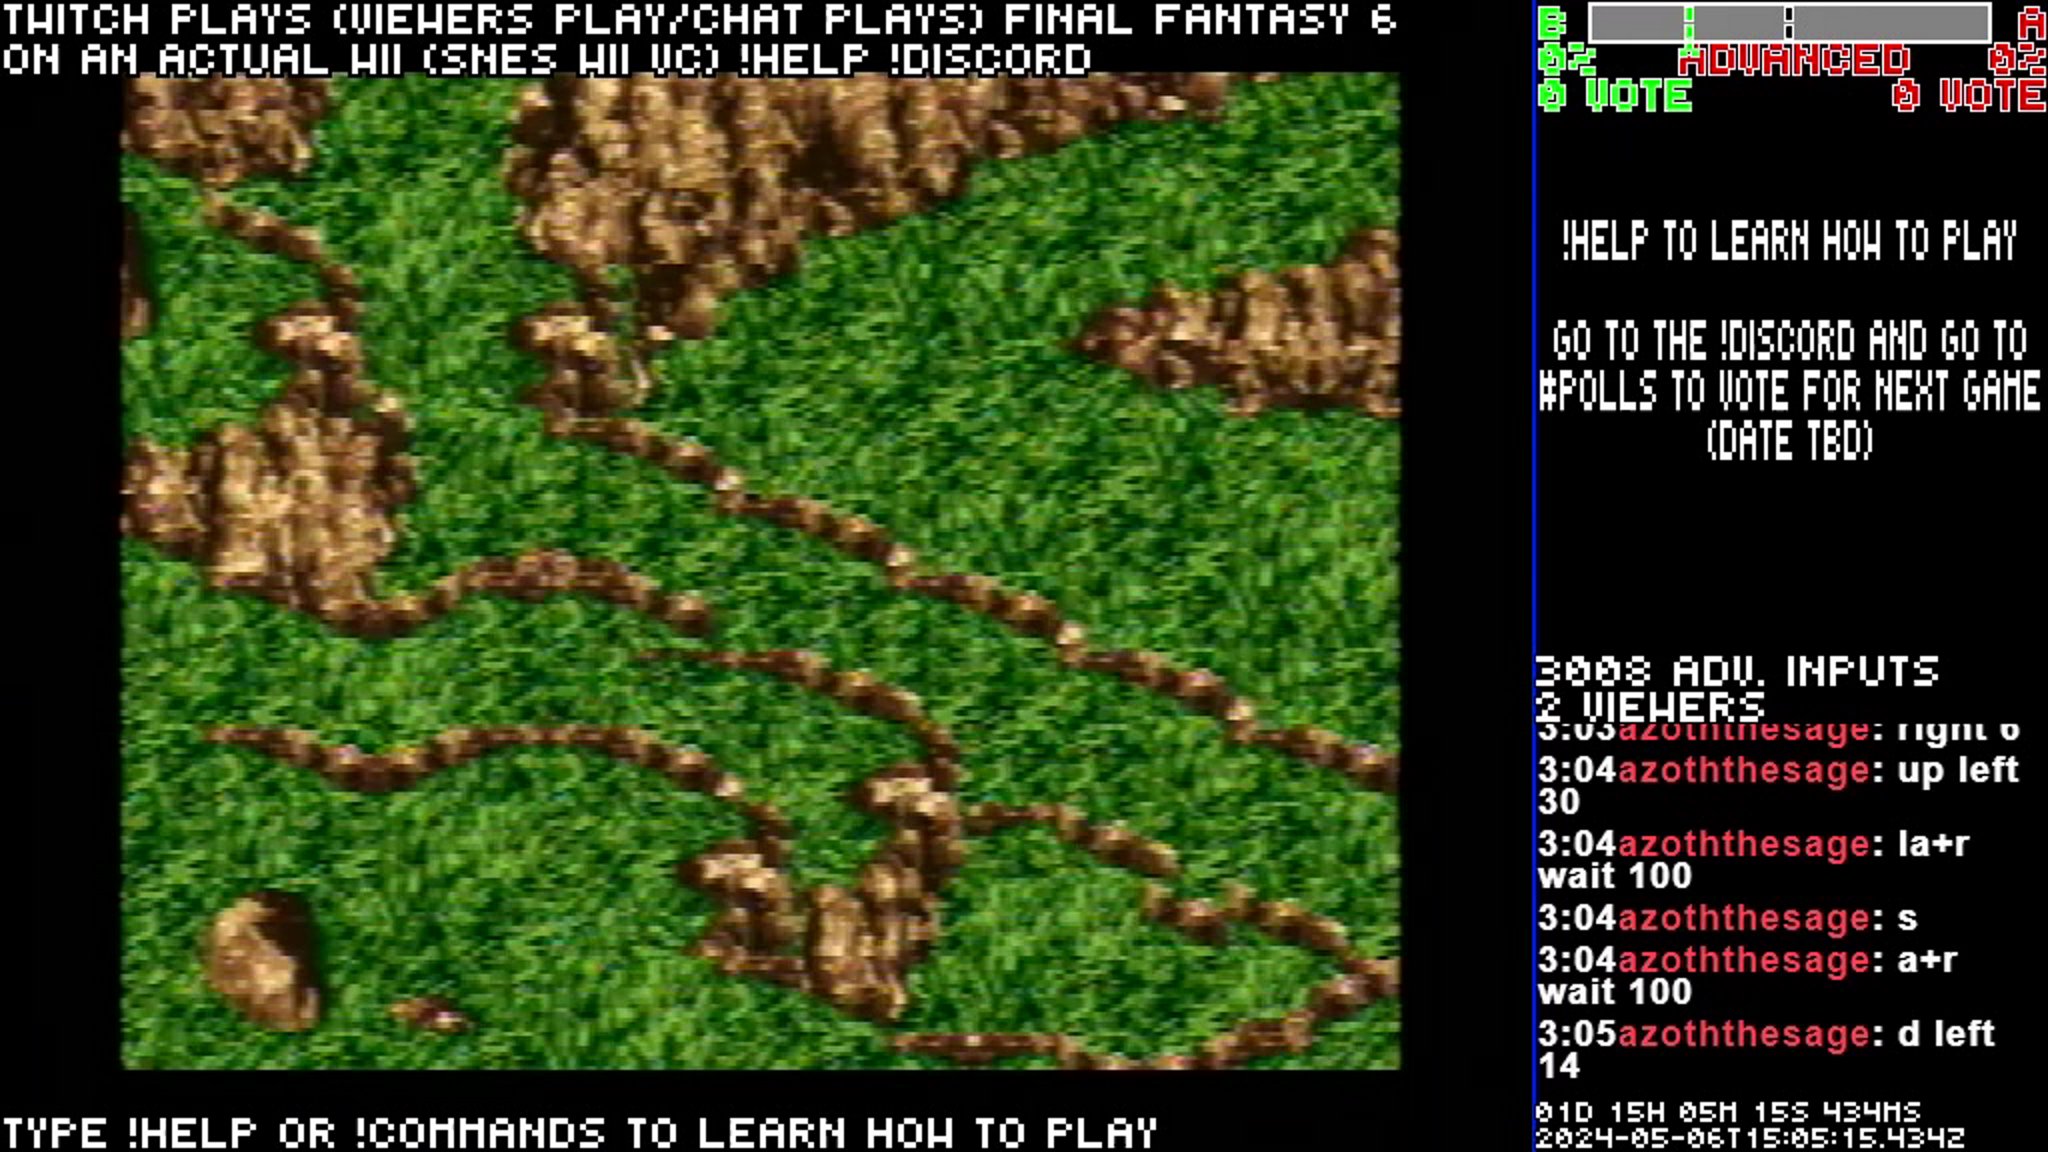 TWITCH PLAYS (VIEWERS PLAY/CHAT PLAYS) FINAL FANTASY 6
ON AN ACTUAL WII (SNES WII VC) !HELP !DISCORD
B A
0% ADVANCED 0%
0 VOTE 0 VOTE
!HELP TO LEARN HOW TO PLAY
GO TO THE !DISCORD AND GO TO
#POLLS TO VOTE FOR NEXT GAME
(DATE TBD)
3008 ADV. INPUTS
2 VIEWERS
3:03azoththesage: right 6
3:04azoththesage: up left
30
3:04azoththesage: la+r
wait 100
3:04azoththesage: s
3:04azoththesage: a+r
wait 100
3:05azoththesage: d left
14
01D 15H 05M 15S 434MS
2024-05-06T15:05:15.434Z
TYPE !HELP OR !COMMANDS TO LEARN HOW TO PLAY